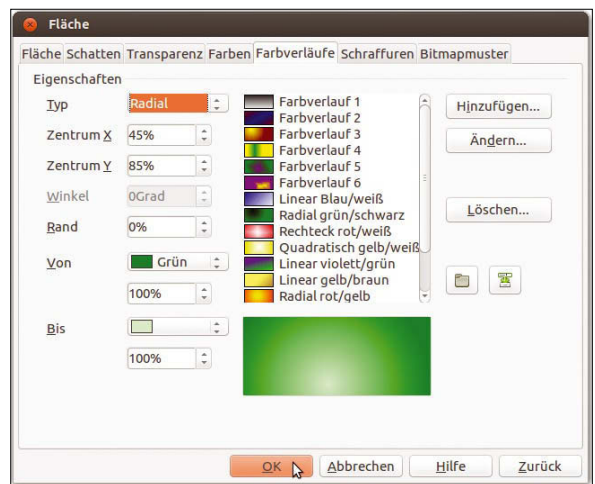 Fläche
Fläche Schatten Transparenz Farben Farbverläufe Schraffuren Bitmapmuster
Eigenschaften
Typ Radial
Zentrum X 45%
Zentrum Y 85%
Winkel 0Grad
Rand 0%
Von Grün
100%
Bis
100%
Farbverlauf 1
Farbverlauf 2
Farbverlauf 3
Farbverlauf 4
Farbverlauf 5
Farbverlauf 6
Linear Blau/weiß
Radial grün/schwarz
Rechteck rot/weiß
Quadratisch gelb/weiß
Linear violett/grün
Linear gelb/braun
Radial rot/gelb
Hinzufügen...
Ändern...
Löschen...
OK Abbrechen Hilfe Zurück